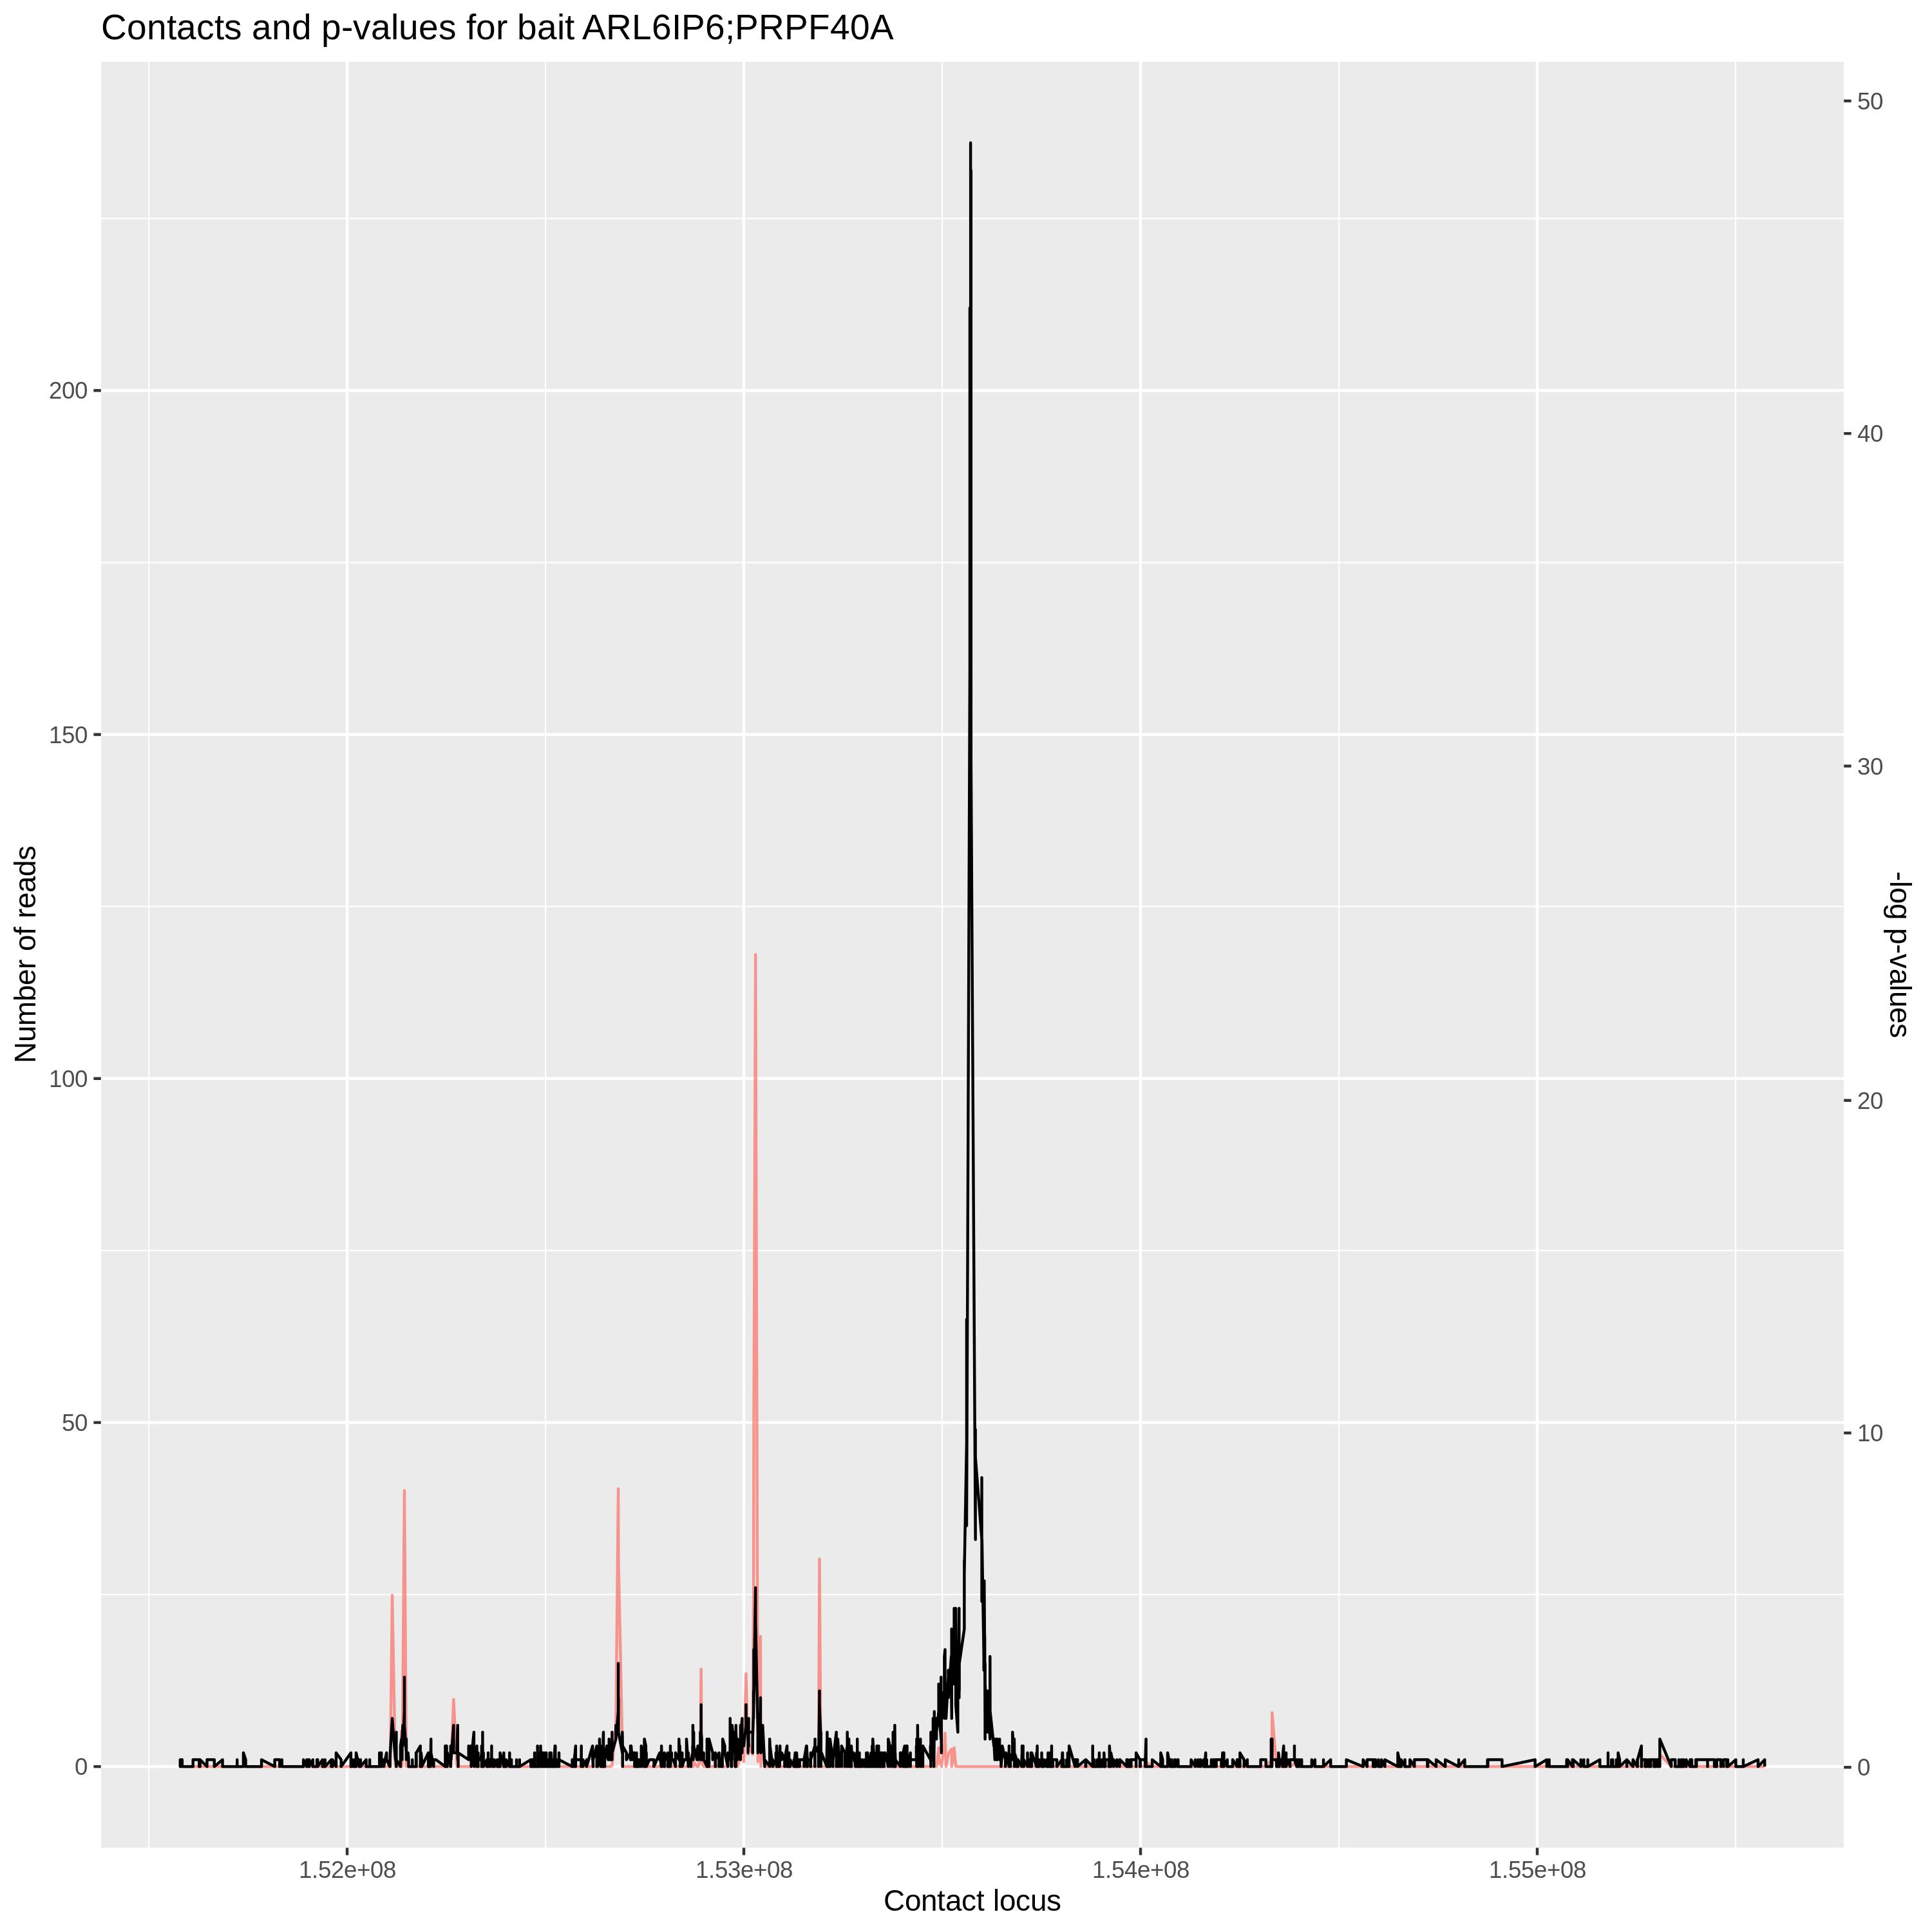 Contacts and p-values for bait ARL6IP6;PRPF40A
Number of reads
200
150
100
50
0
50
40
30
20
10
0
-log p-values
1.52e+08 1.53e+08 1.54e+08 1.55e+08
Contact locus